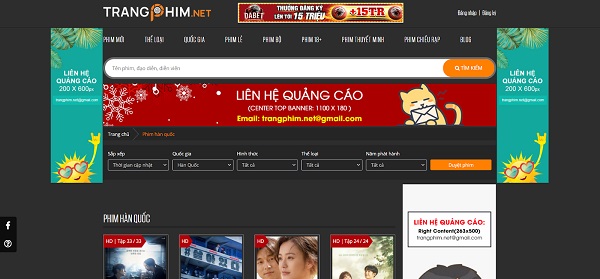 TRANGPHIM.NET
DABET
THƯỞNG ĐĂNG KÝ
LÊN TỚI 15 TRIỆU
+15TR
Đăng nhập | Đăng ký
PHIM MỚI
THỂ LOẠI
QUỐC GIA
PHIM LẺ
PHIM BỘ
PHIM 18+
PHIM THUYẾT MINH
PHIM CHIẾU RẠP
BLOG
LIÊN HỆ
QUẢNG CÁO
200 X 600px
trangphim.net@gmail.com
Tên phim, đạo diễn, diễn viên
TÌM KIẾM
LIÊN HỆ QUẢNG CÁO
(CENTER TOP BANNER: 1100 X 180 )
Email: trangphim.net@gmail.com
LIÊN HỆ
QUẢNG CÁO
200 X 600px
trangphim.net@gmail.com
Trang chủ
Phim hàn quốc
Sắp xếp
Quốc gia
Hình thức
Thể loại
Năm phát hành
Thời gian cập nhật
Hàn Quốc
Tất cả
Tất cả
Tất cả
Duyệt phim
PHIM HÀN QUỐC
HD | Tập 33 / 33
HD
HD
HD | Tập 24 / 24
LIÊN HỆ QUẢNG CÁO:
Right Content(263x500)
trangphim.net@gmail.com